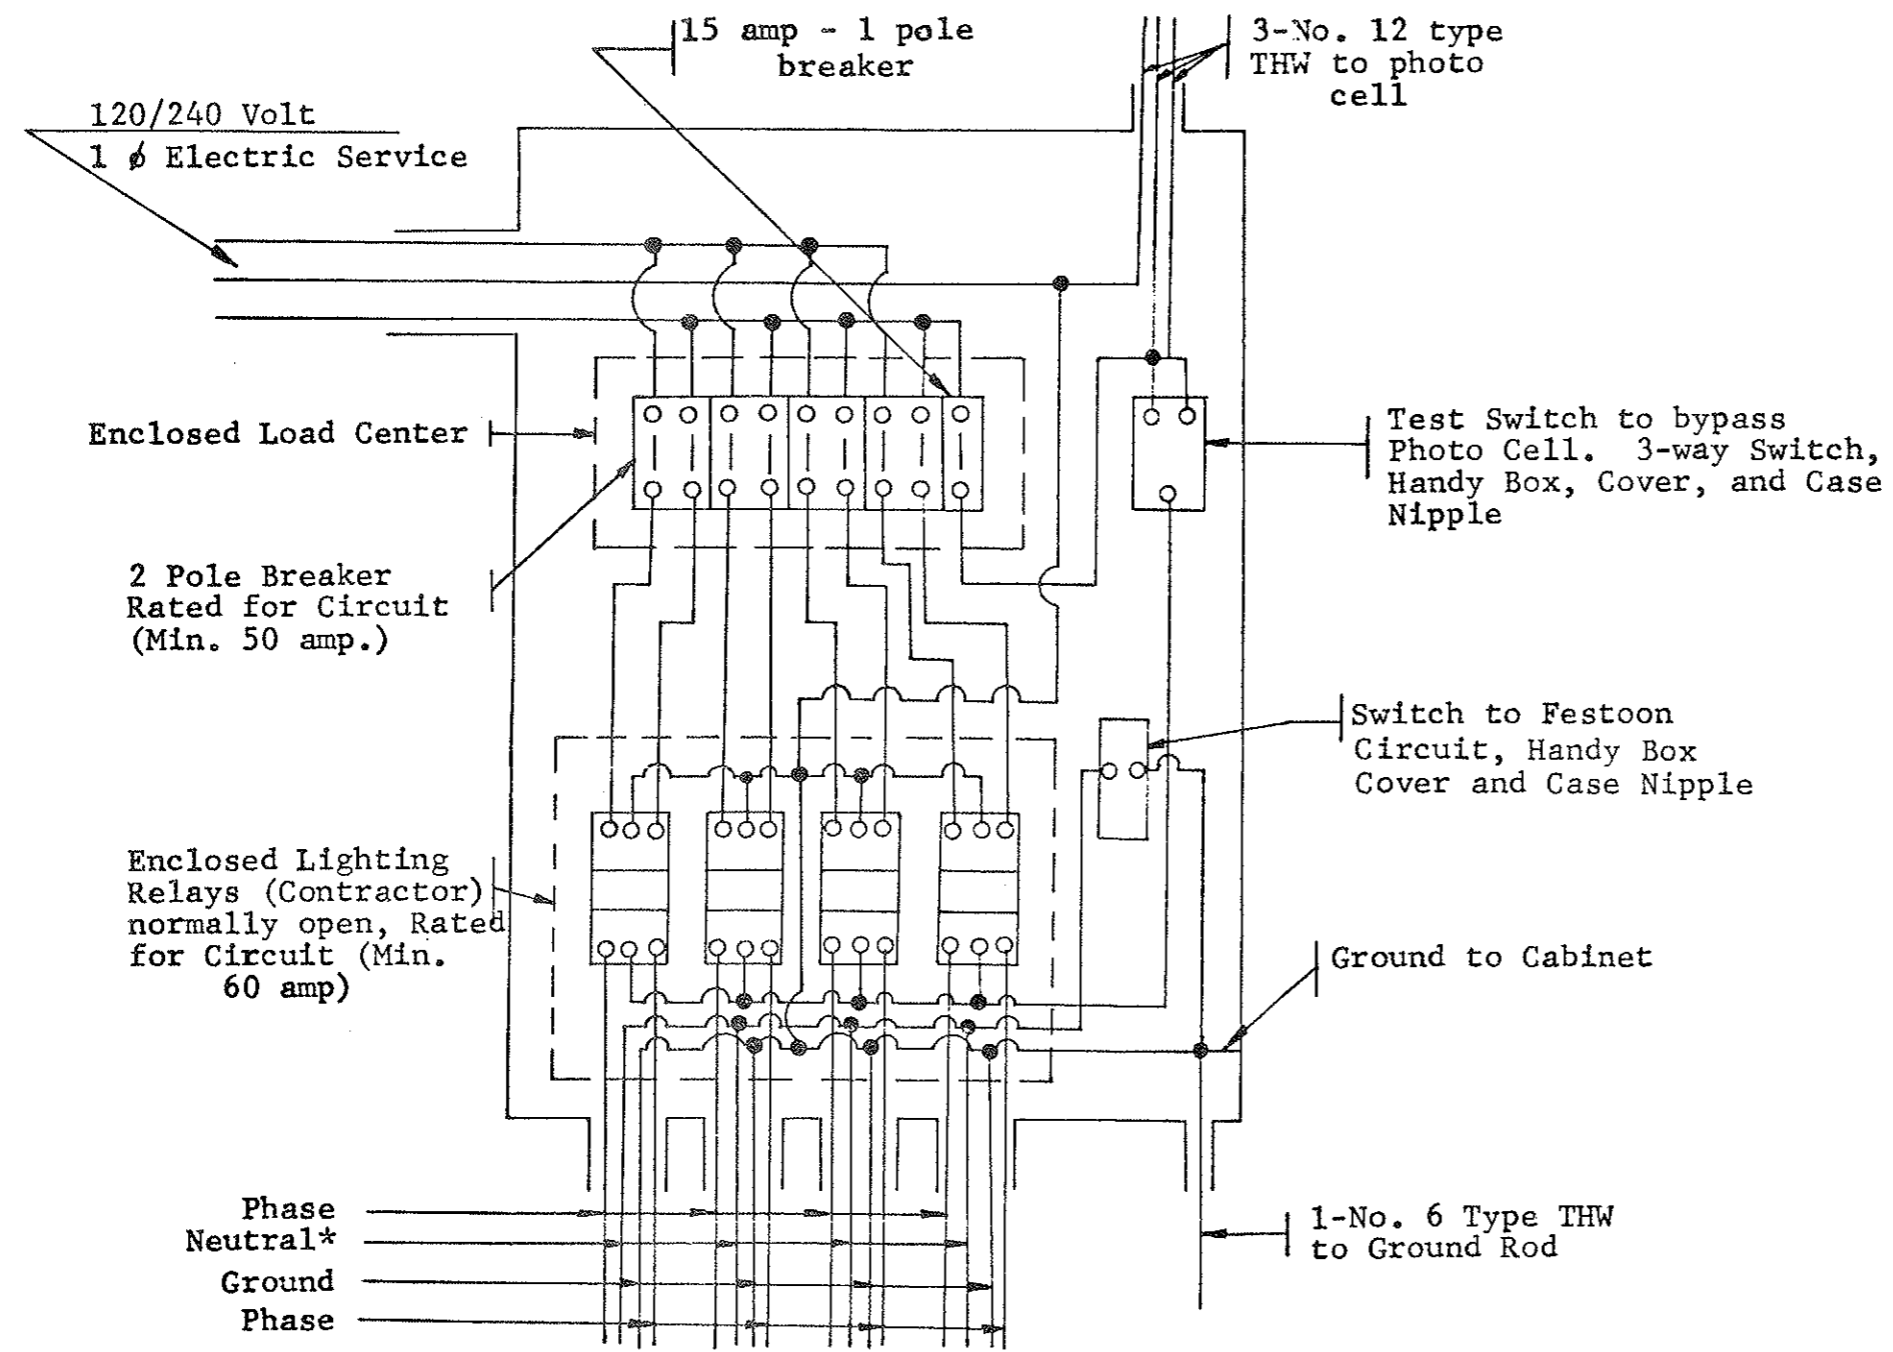 15 amp - 1 pole
breaker
3-No. 12 type
THW to photo
cell
120/240 Volt
1 ϕ Electric Service
Enclosed Load Center
Test Switch to bypass
Photo Cell. 3-way Switch,
Handy Box, Cover, and Case
Nipple
2 Pole Breaker
Rated for Circuit
(Min. 50 amp.)
Switch to Festoon
Circuit, Handy Box
Cover and Case Nipple
Enclosed Lighting
Relays (Contractor)
normally open, Rated
for Circuit (Min.
60 amp)
Ground to Cabinet
Phase
Neutral*
Ground
Phase
1-No. 6 Type THW
to Ground Rod